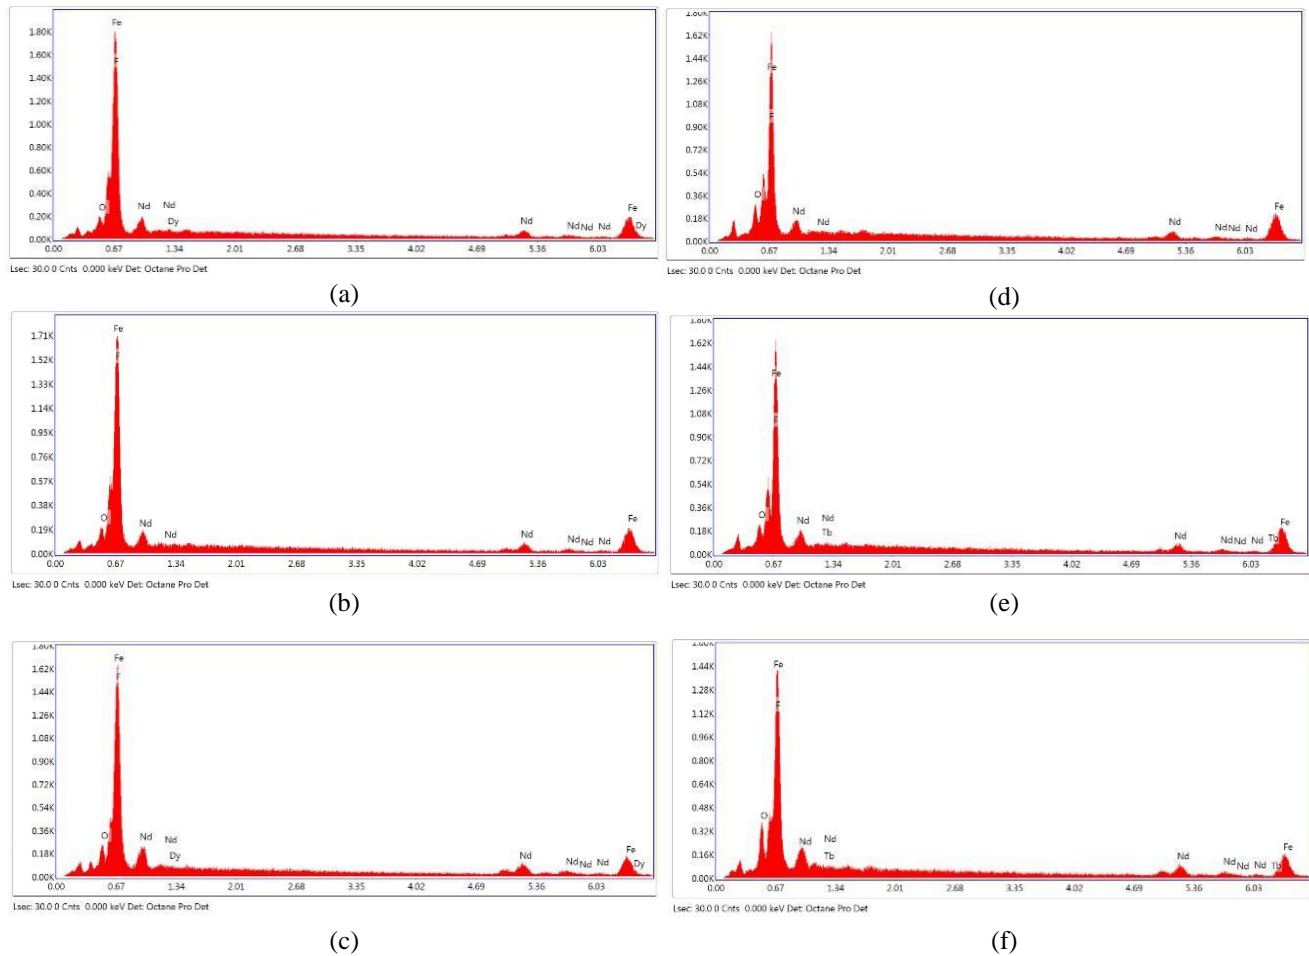 Fe
1.80K
F
1.60K
1.40K
1.20K
1.00K
0.80K
0.60K
0.40K
O Nd Nd Fe
0.20K Dy Nd Nd Nd Nd Dy
0.00K
0.00 0.67 1.34 2.01 2.68 3.35 4.02 4.69 5.36 6.03
Lsec: 30.0 0 Cnts 0.000 keV Det: Octane Pro Det
(a)
1.80K
1.62K
1.44K Fe
1.26K
1.08K F
0.90K
0.72K
0.54K
0.36K O
Nd Nd Nd Fe
0.18K Nd Nd Nd
0.00K
0.00 0.67 1.34 2.01 2.68 3.35 4.02 4.69 5.36 6.03
Lsec: 30.0 0 Cnts 0.000 keV Det: Octane Pro Det
(d)
Fe
1.71K
F
1.52K
1.33K
1.14K
0.95K
0.76K
0.57K
0.38K
O Nd Fe
0.19K Nd Nd Nd Nd Nd
0.00K
0.00 0.67 1.34 2.01 2.68 3.35 4.02 4.69 5.36 6.03
Lsec: 30.0 0 Cnts 0.000 keV Det: Octane Pro Det
(b)
1.80K
1.62K
1.44K Fe
1.26K
1.08K F
0.90K
0.72K
0.54K
0.36K O Nd Nd Fe
0.18K Tb Nd Nd Nd Nd Tb
0.00K
0.00 0.67 1.34 2.01 2.68 3.35 4.02 4.69 5.36 6.03
Lsec: 30.0 0 Cnts 0.000 keV Det: Octane Pro Det
(e)
1.80K
Fe
1.62K F
1.44K
1.26K
1.08K
0.90K
0.72K
0.54K
0.36K O Nd Nd
0.18K Dy Nd Nd Nd Nd Fe Dy
0.00K
0.00 0.67 1.34 2.01 2.68 3.35 4.02 4.69 5.36 6.03
Lsec: 30.0 0 Cnts 0.000 keV Det: Octane Pro Det
(c)
1.60K
1.44K Fe
1.28K
F
1.12K
0.96K
0.80K
0.64K
0.48K
O
0.32K Nd Nd Fe
0.16K Tb Nd Nd Nd Nd Tb
0.00K
0.00 0.67 1.34 2.01 2.68 3.35 4.02 4.69 5.36 6.03
Lsec: 30.0 0 Cnts 0.000 keV Det: Octane Pro Det
(f)